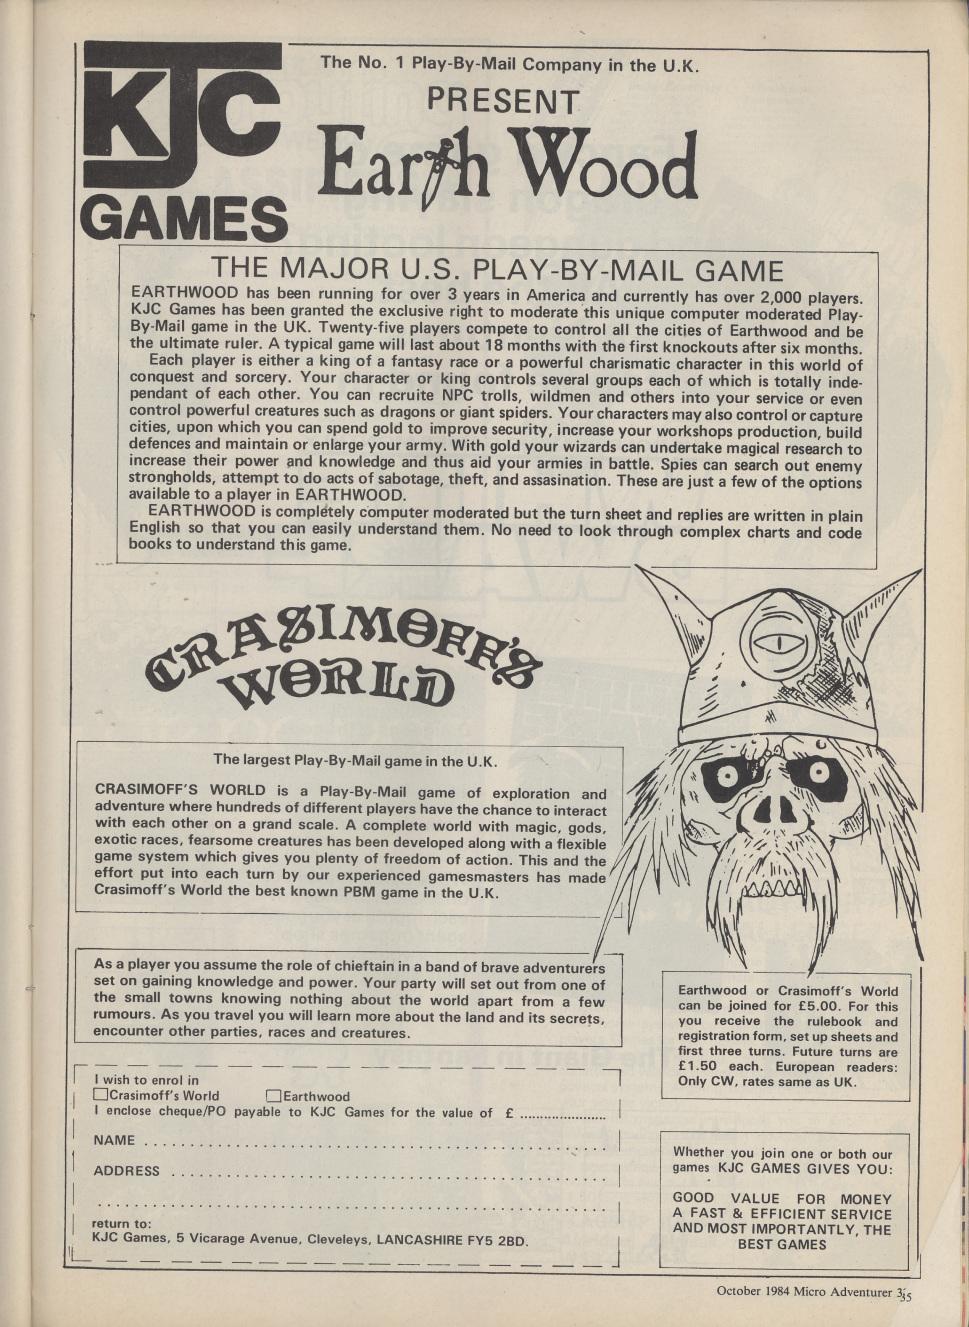 KJC
GAMES
The No. 1 Play-By-Mail Company in the U.K.
PRESENT
Earth Wood
THE MAJOR U.S. PLAY-BY-MAIL GAME
EARTHWOOD has been running for over 3 years in America and currently has over 2,000 players.
KJC Games has been granted the exclusive right to moderate this unique computer moderated Play-
By-Mail game in the UK. Twenty-five players compete to control all the cities of Earthwood and be
the ultimate ruler. A typical game will last about 18 months with the first knockouts after six months.
Each player is either a king of a fantasy race or a powerful charismatic character in this world of
conquest and sorcery. Your character or king controls several groups each of which is totally inde-
pendant of each other. You can recruite NPC trolls, wildmen and others into your service or even
control powerful creatures such as dragons or giant spiders. Your characters may also control or capture
cities, upon which you can spend gold to improve security, increase your workshops production, build
defences and maintain or enlarge your army. With gold your wizards can undertake magical research to
increase their power and knowledge and thus aid your armies in battle. Spies can search out enemy
strongholds, attempt to do acts of sabotage, theft, and assasination. These are just a few of the options
available to a player in EARTHWOOD.
EARTHWOOD is completely computer moderated but the turn sheet and replies are written in plain
English so that you can easily understand them. No need to look through complex charts and code
books to understand this game.
CRASIMOFF'S
WORLD
The largest Play-By-Mail game in the U.K.
CRASIMOFF'S WORLD is a Play-By-Mail game of exploration and
adventure where hundreds of different players have the chance to interact
with each other on a grand scale. A complete world with magic, gods,
exotic races, fearsome creatures has been developed along with a flexible
game system which gives you plenty of freedom of action. This and the
effort put into each turn by our experienced gamesmasters has made
Crasimoff's World the best known PBM game in the U.K.
As a player you assume the role of chieftain in a band of brave adventurers
set on gaining knowledge and power. Your party will set out from one of
the small towns knowing nothing about the world apart from a few
rumours. As you travel you will learn more about the land and its secrets,
encounter other parties, races and creatures.
I wish to enrol in
Crasimoff's World Earthwood
I enclose cheque/PO payable to KJC Games for the value of £ ......................
NAME ..........................................
ADDRESS ..........................................
..........................................
return to:
KJC Games, 5 Vicarage Avenue, Cleveleys, LANCASHIRE FY5 2BD.
Earthwood or Crasimoff's World
can be joined for £5.00. For this
you receive the rulebook and
registration form, set up sheets and
first three turns. Future turns are
£1.50 each. European readers:
Only CW, rates same as UK.
Whether you join one or both our
games KJC GAMES GIVES YOU:
GOOD VALUE FOR MONEY
A FAST & EFFICIENT SERVICE
AND MOST IMPORTANTLY, THE
BEST GAMES
October 1984 Micro Adventurer 35